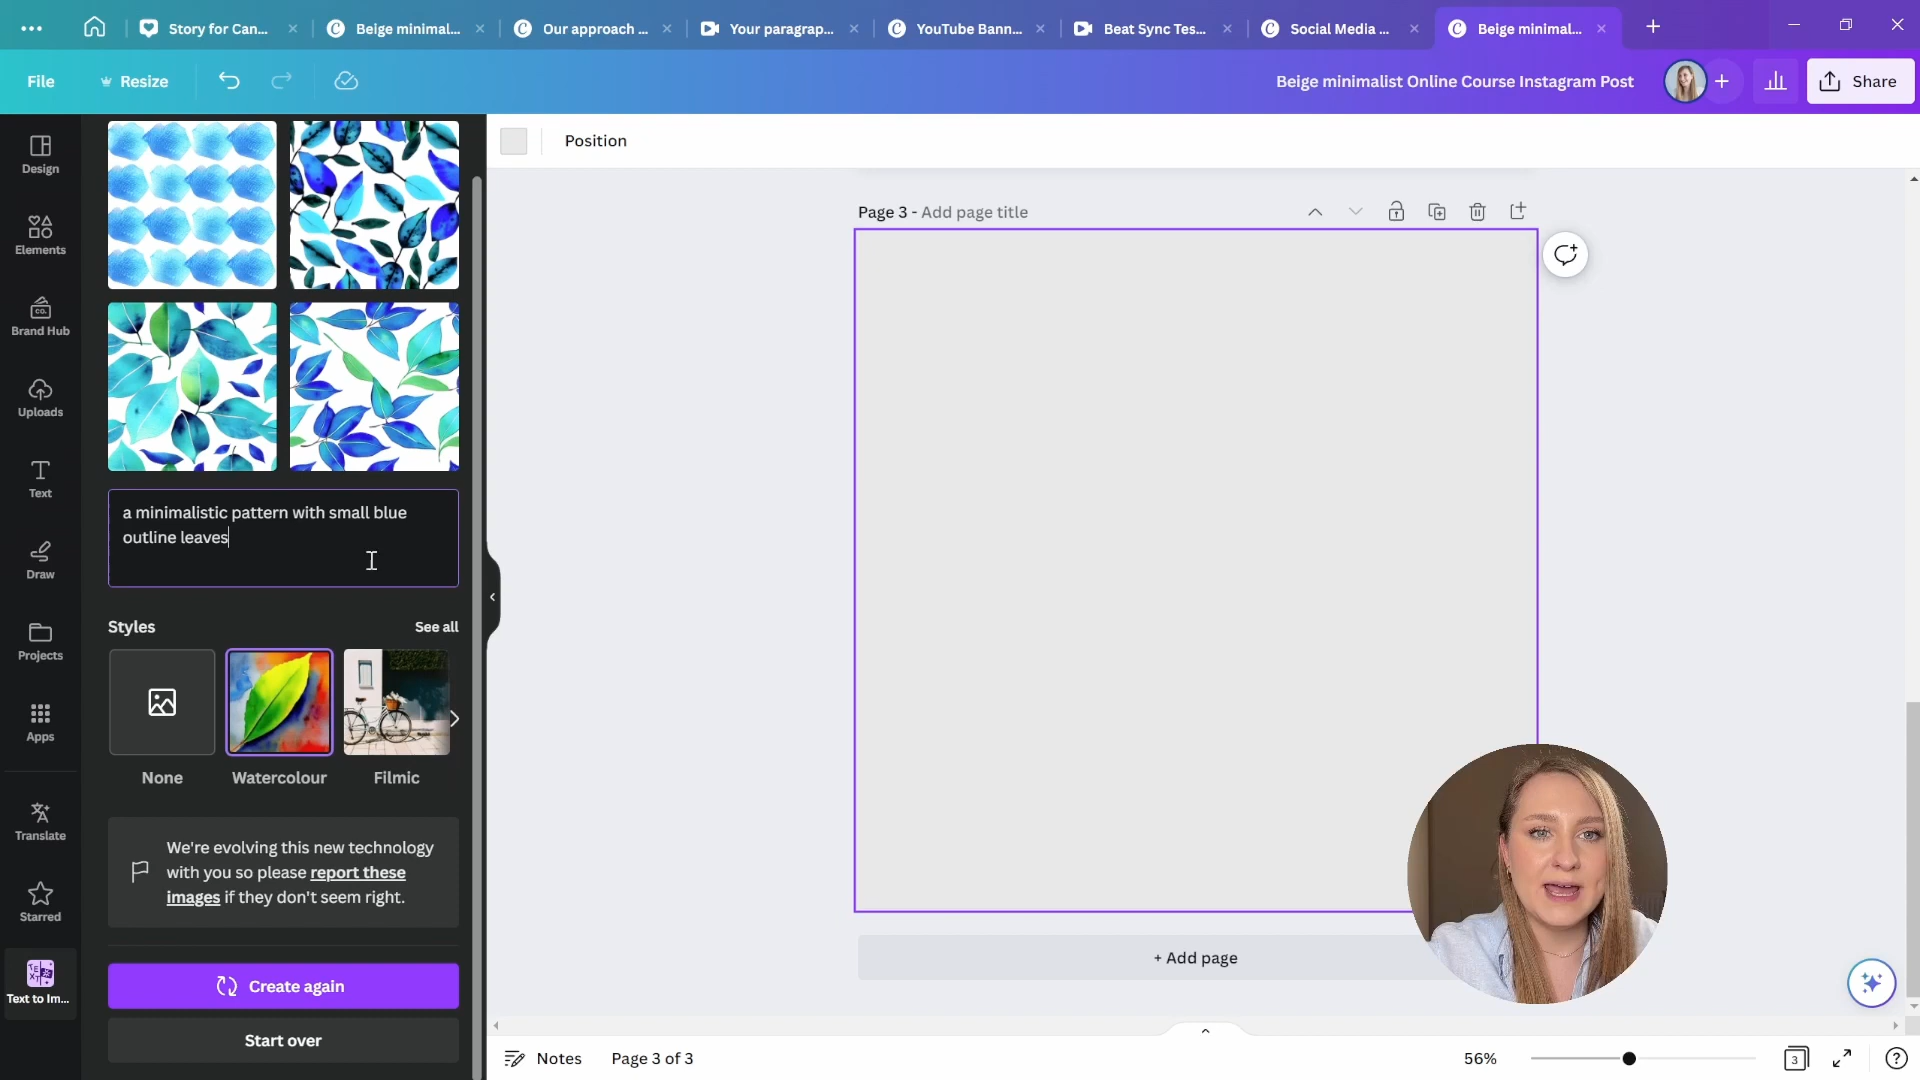 Story for Can...
Beige minimal...
Our approach ...
Your paragrap...
YouTube Bann...
Beat Sync Tes...
Social Media ...
Beige minimal...
File
Resize
Beige minimalist Online Course Instagram Post
Share
Design
Elements
Brand Hub
Uploads
Text
Draw
Projects
Apps
Translate
Starred
Text to Im...
a minimalistic pattern with small blue
outline leaves
Styles
See all
None
Watercolour
Filmic
We're evolving this new technology
with you so please report these
images if they don't seem right.
Create again
Start over
Position
Page 3 - Add page title
+ Add page
Notes
Page 3 of 3
56%
3